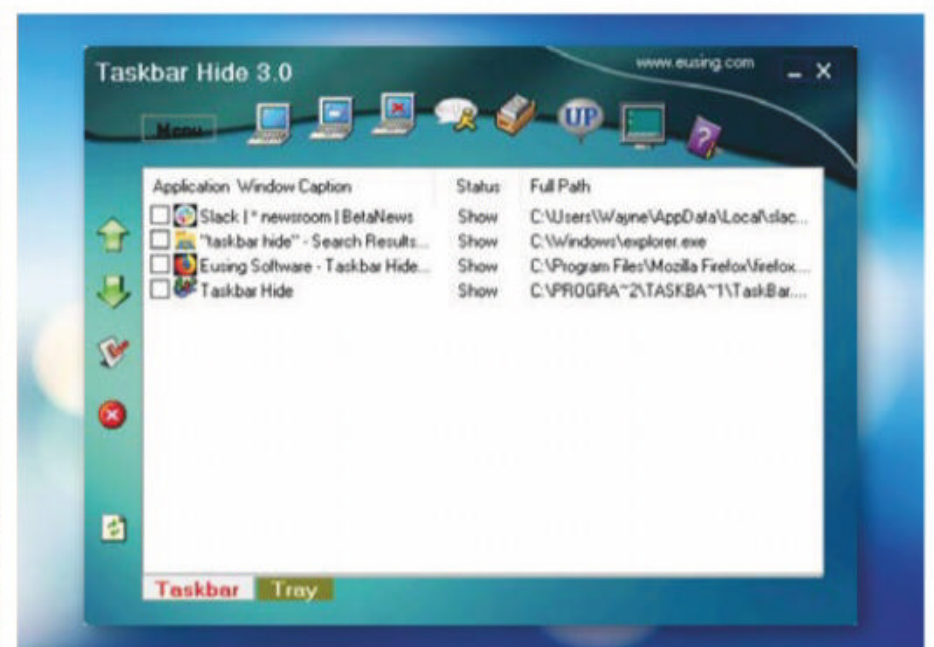 Taskbar Hide 3.0
www.eusing.com
Menu
UP
Application Window Caption Status Full Path
Slack | * newsroom | BetaNews Show C:\Users\Wayne\AppData\Local\slac...
"taskbar hide" - Search Results... Show C:\Windows\explorer.exe
Eusing Software - Taskbar Hide... Show C:\Program Files\Mozilla Firefox\firefox....
Taskbar Hide Show C:\PROGRA~2\TASKBA~1\TaskBar....
Taskbar Tray